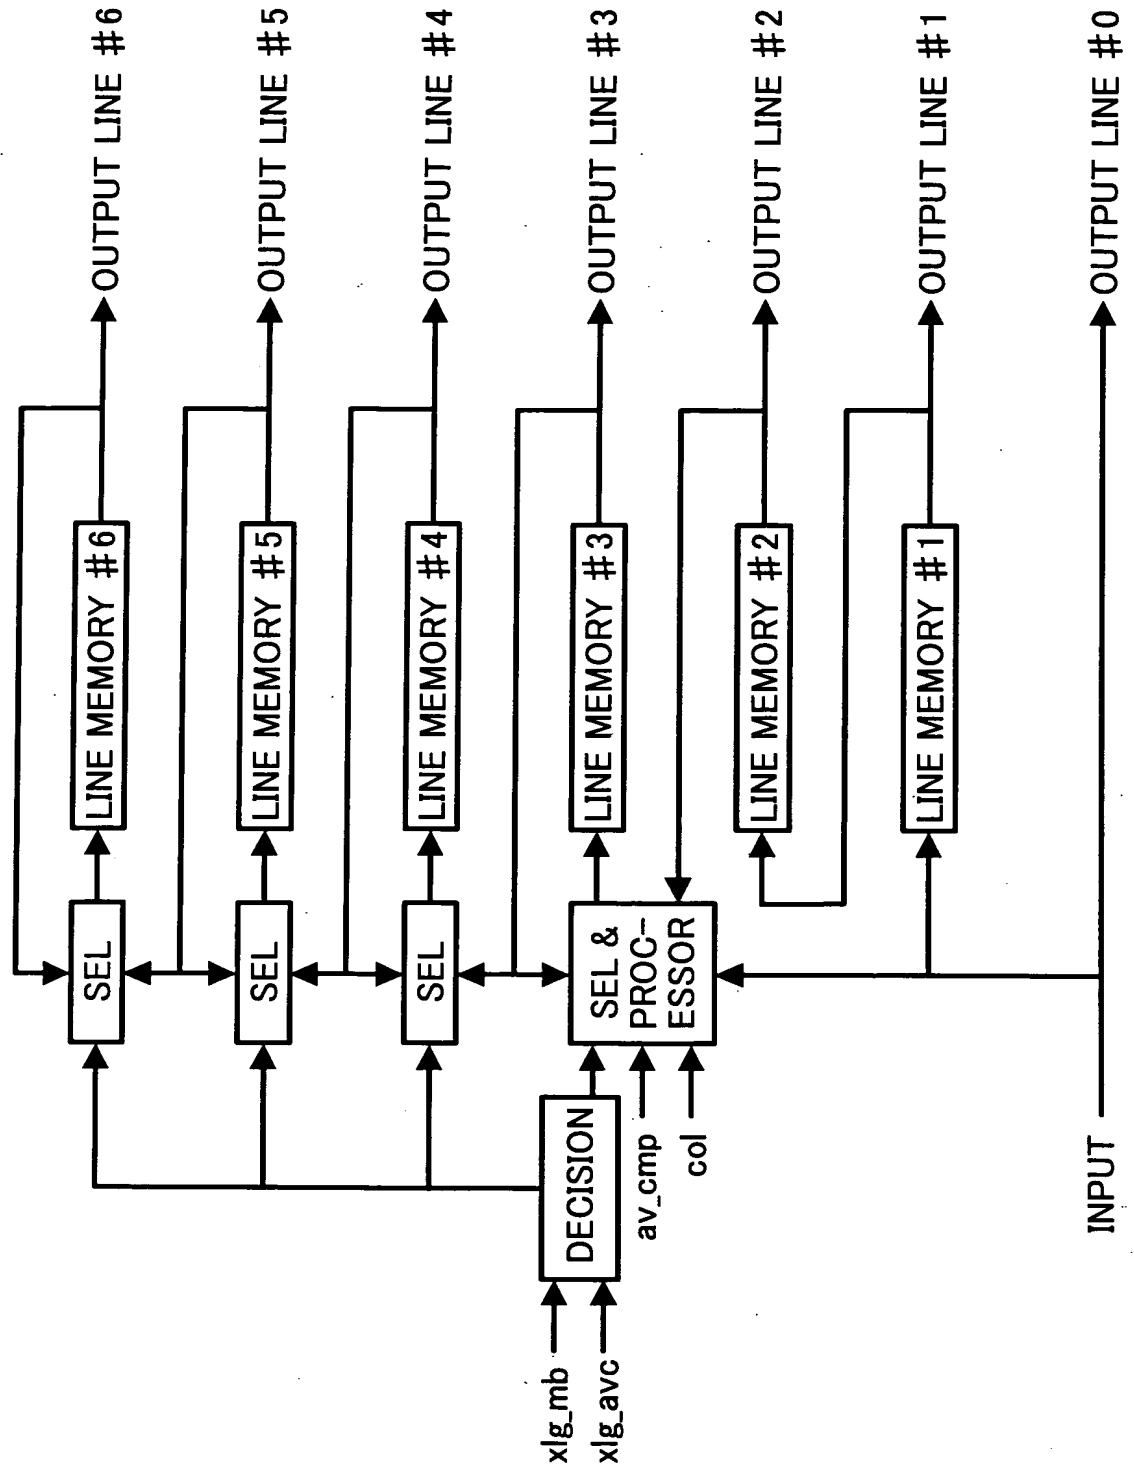 OUTPUT LINE #6
OUTPUT LINE #5
OUTPUT LINE #4
OUTPUT LINE #3
OUTPUT LINE #2
OUTPUT LINE #1
OUTPUT LINE #0
LINE MEMORY #6
LINE MEMORY #5
LINE MEMORY #4
LINE MEMORY #3
LINE MEMORY #2
LINE MEMORY #1
SEL
SEL
SEL
SEL &
PROC-
ESSOR
DECISION
av_cmp
col
INPUT
xlg_mb
xlg_avc